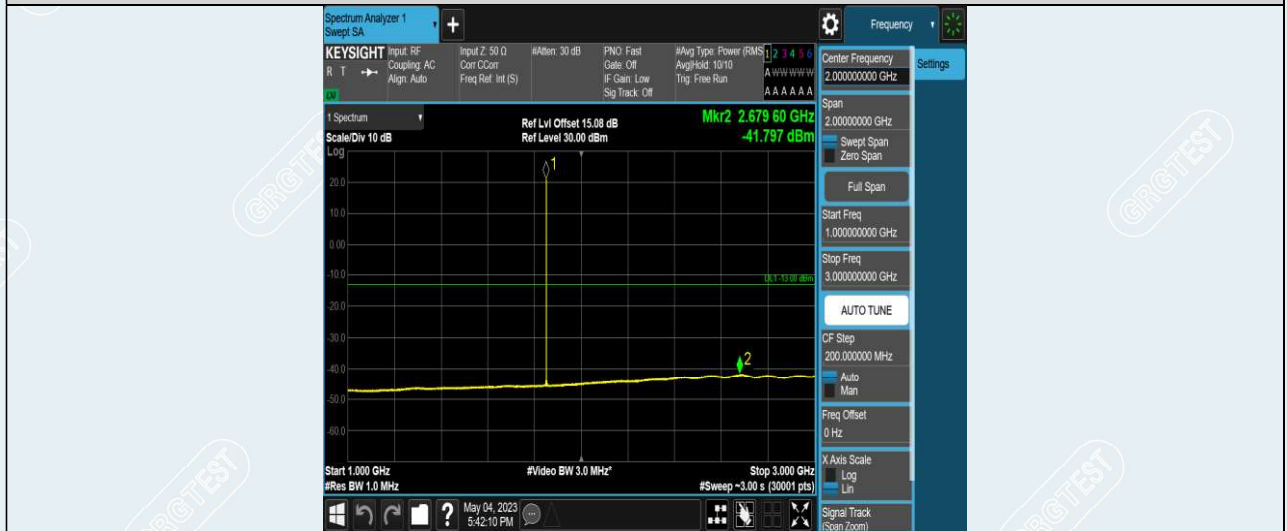 Spectrum Analyzer 1
Swept SA
Frequency
KEYSIGHT
R T
LXI
Input: RF
Coupling: AC
Align: Auto
Input Z: 50 Ω
Corr CCorr
Freq Ref: Int (S)
#Atten: 30 dB
PNO: Fast
Gate: Off
IF Gain: Low
Sig Track: Off
#Avg Type: Power (RMS
Avg|Hold: 10/10
Trig: Free Run
1 2 3 4 5 6
A W W W W W
A A A A A A
Center Frequency
2.000000000 GHz
Settings
Span
2.00000000 GHz
Swept Span
Zero Span
Full Span
Start Freq
1.000000000 GHz
Stop Freq
3.000000000 GHz
AUTO TUNE
CF Step
200.000000 MHz
Auto
Man
Freq Offset
0 Hz
X Axis Scale
Log
Lin
Signal Track
(Span Zoom)
1 Spectrum
Scale/Div 10 dB
Log
Ref Lvl Offset 15.08 dB
Ref Level 30.00 dBm
Mkr2 2.679 60 GHz
-41.797 dBm
1
20.0
10.0
0.00
-10.0
DL1 -13.00 dBm
-20.0
-30.0
-40.0
2
-50.0
-60.0
Start 1.000 GHz
#Res BW 1.0 MHz
#Video BW 3.0 MHz*
Stop 3.000 GHz
#Sweep ~3.00 s (30001 pts)
?
May 04, 2023
5:42:10 PM
GRGTEST
GRGTEST
GRGTEST
GRGTEST